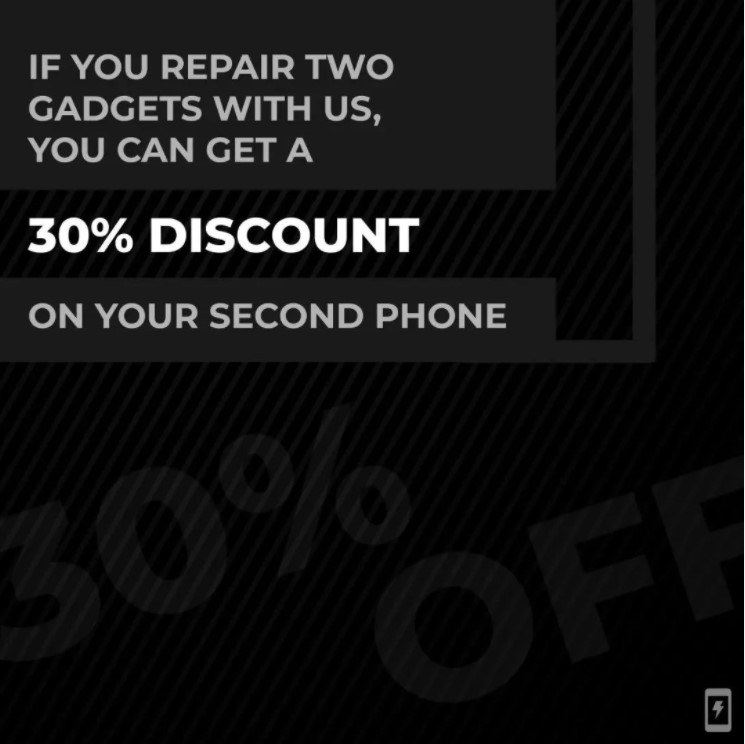 IF YOU REPAIR TWO
GADGETS WITH US,
YOU CAN GET A
30% DISCOUNT
ON YOUR SECOND PHONE
30%
OFF